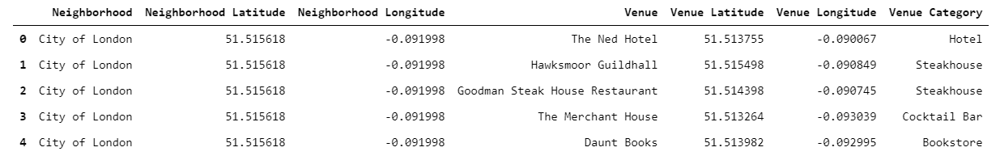 Neighborhood Neighborhood Latitude Neighborhood Longitude Venue Venue Latitude Venue Longitude Venue Category
0 City of London 51.515618 -0.091998 The Ned Hotel 51.513755 -0.090067 Hotel
1 City of London 51.515618 -0.091998 Hawksmoor Guildhall 51.515498 -0.090849 Steakhouse
2 City of London 51.515618 -0.091998 Goodman Steak House Restaurant 51.514398 -0.090745 Steakhouse
3 City of London 51.515618 -0.091998 The Merchant House 51.513264 -0.093039 Cocktail Bar
4 City of London 51.515618 -0.091998 Daunt Books 51.513982 -0.092995 Bookstore